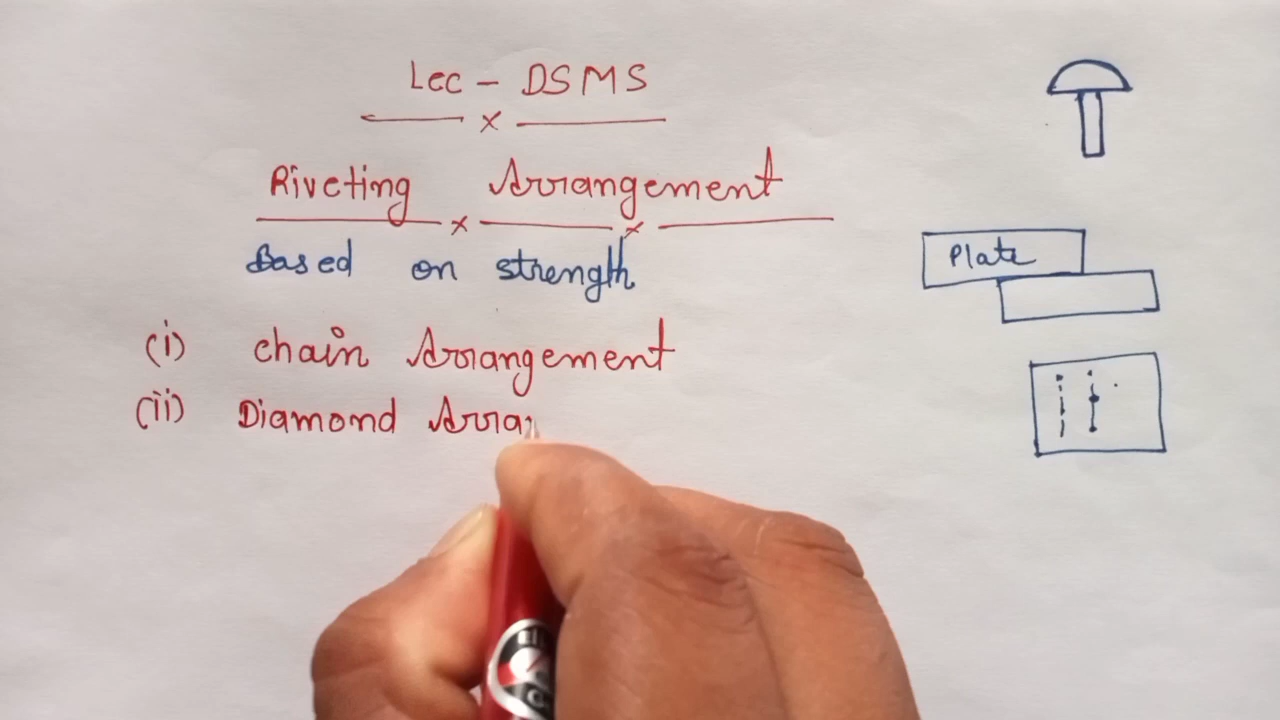 Lec - DSMS
Riveting Arrangement
Based on strength
Plate
(i) chain Arrangement
(ii) Diamond Arra